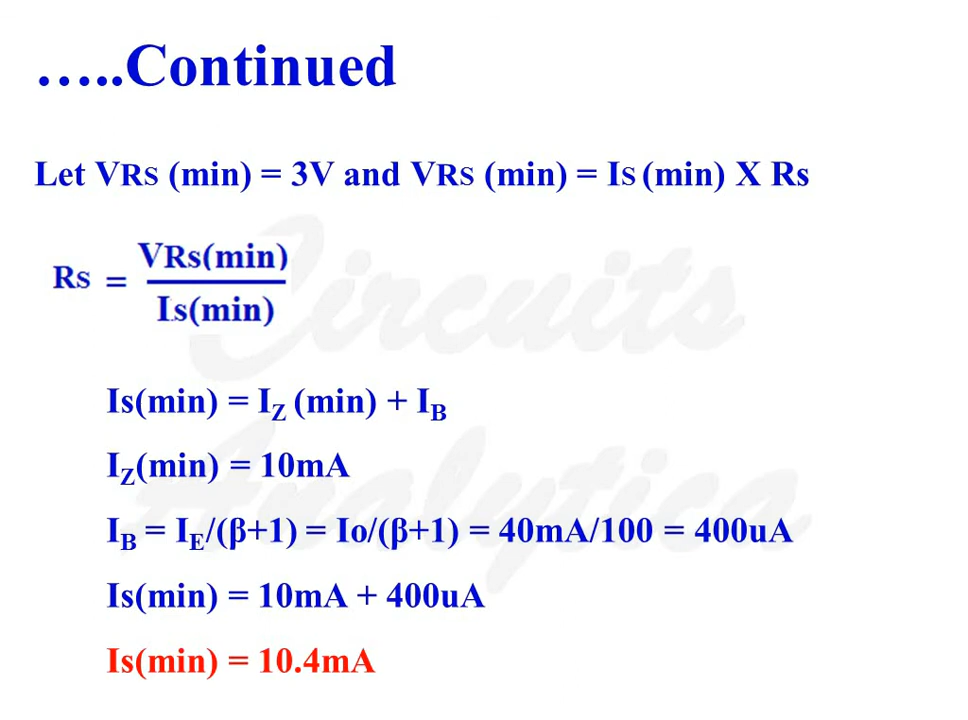 …..Continued
Let VRS (min) = 3V and VRS (min) = IS (min) X Rs
RS = VRs(min)
Is(min)
Is(min) = IZ (min) + IB
IZ(min) = 10mA
IB = IE/(β+1) = Io/(β+1) = 40mA/100 = 400uA
Is(min) = 10mA + 400uA
Is(min) = 10.4mA
Circuits
Analytica